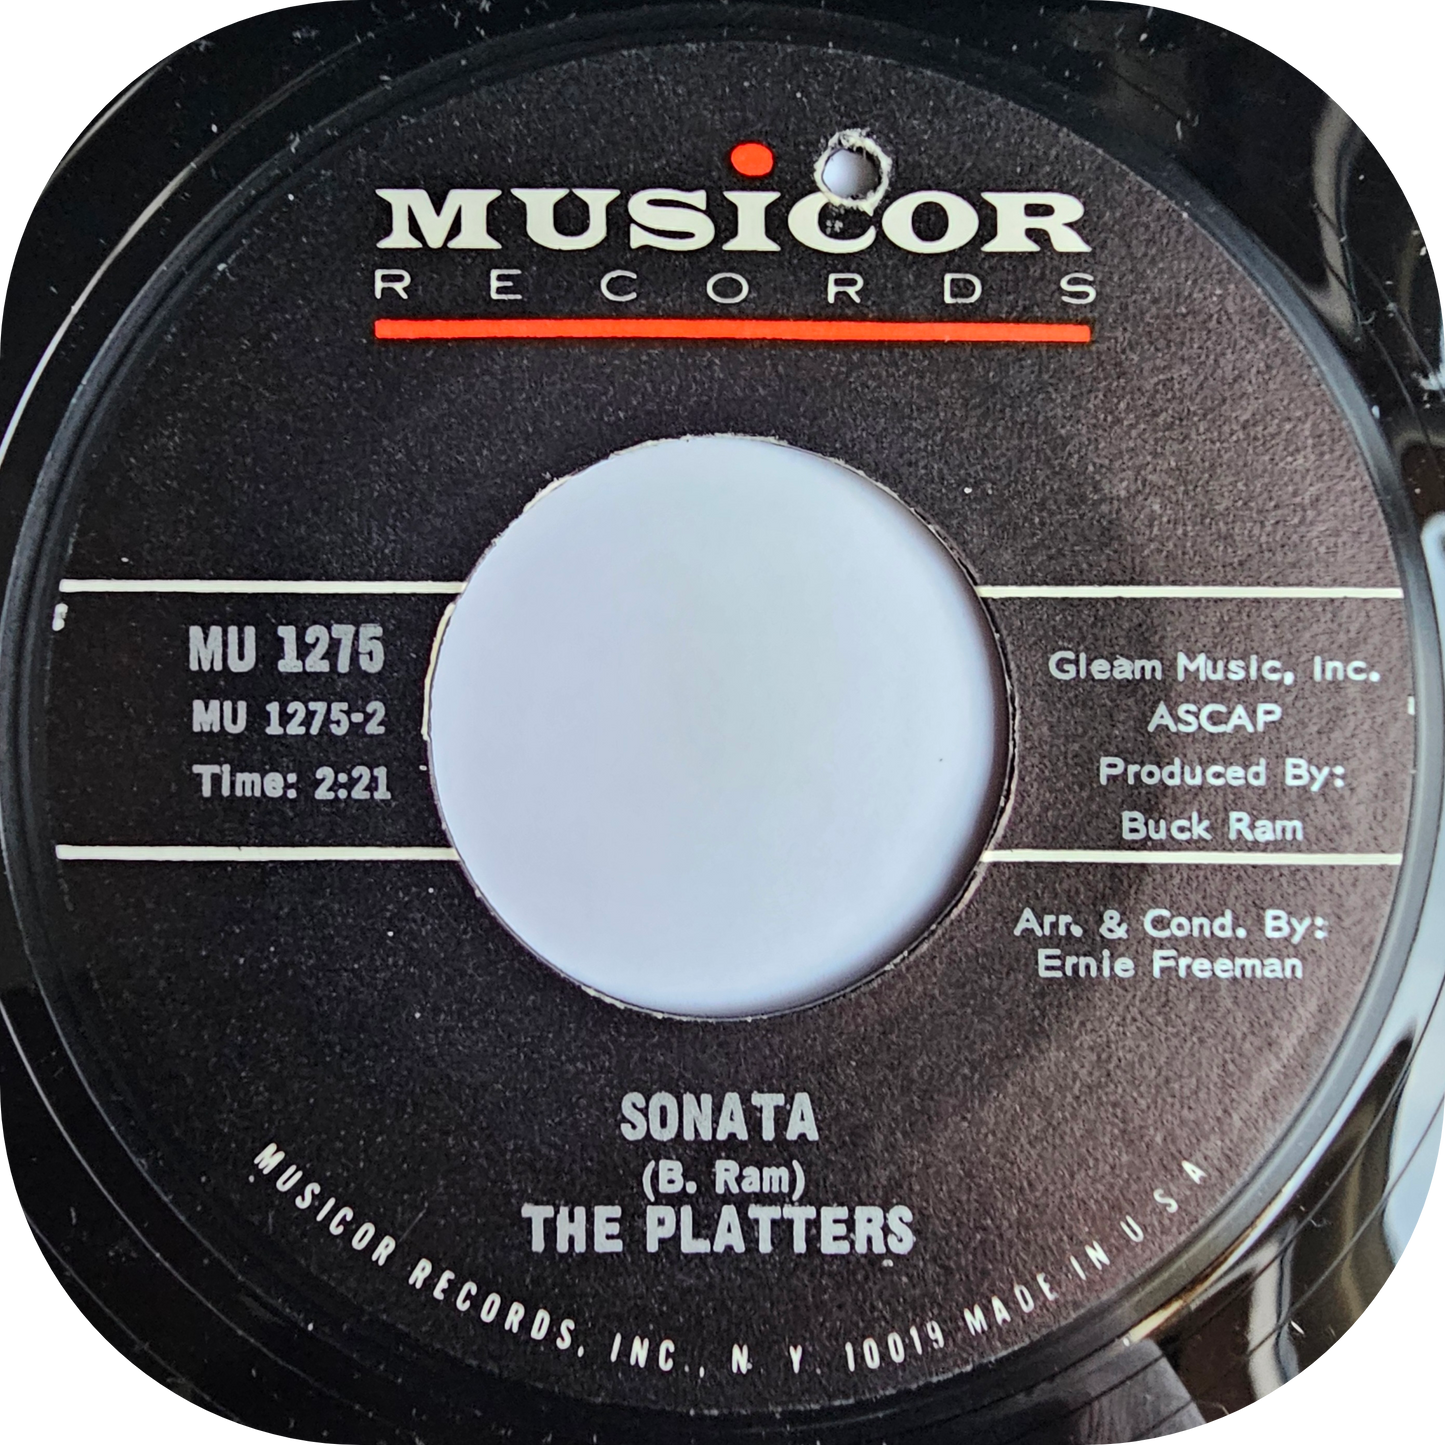 MUSiCOR
RECORDS
MU 1275
MU 1275-2
Time: 2:21
Gleam Music, Inc.
ASCAP
Produced By:
Buck Ram
Arr. & Cond. By:
Ernie Freeman
SONATA
(B. Ram)
THE PLATTERS
MUSICOR RECORDS, INC., N. Y. 10019 MADE IN U S A